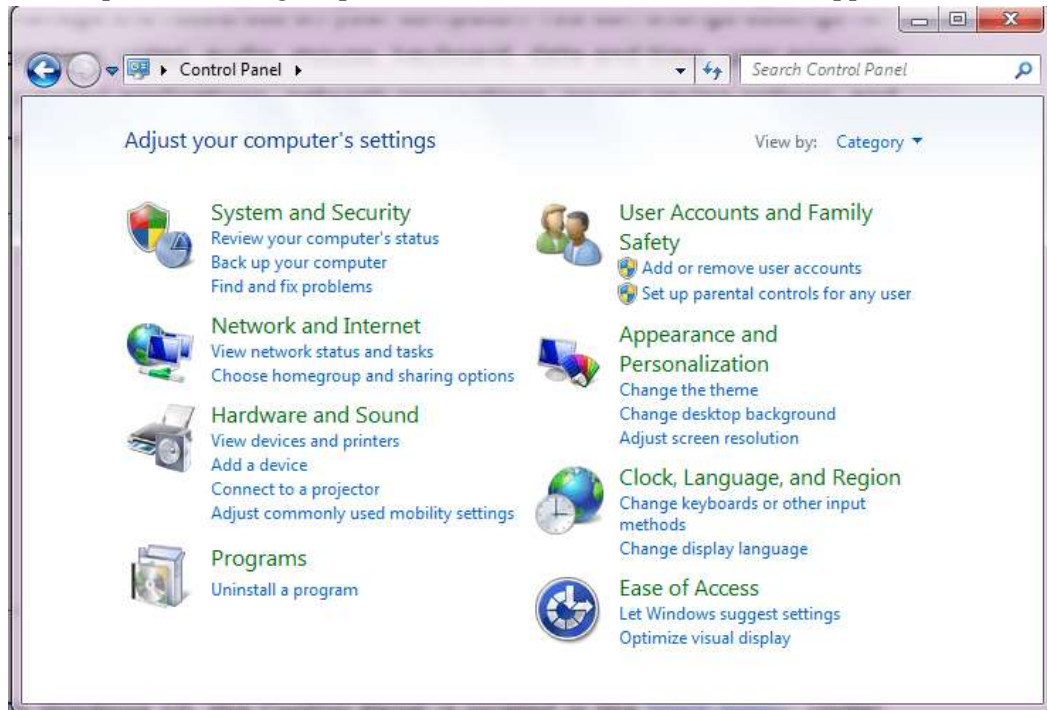 Control Panel
Search Control Panel
Adjust your computer's settings
View by: Category
System and Security
Review your computer's status
Back up your computer
Find and fix problems
Network and Internet
View network status and tasks
Choose homegroup and sharing options
Hardware and Sound
View devices and printers
Add a device
Connect to a projector
Adjust commonly used mobility settings
Programs
Uninstall a program
User Accounts and Family
Safety
Add or remove user accounts
Set up parental controls for any user
Appearance and
Personalization
Change the theme
Change desktop background
Adjust screen resolution
Clock, Language, and Region
Change keyboards or other input
methods
Change display language
Ease of Access
Let Windows suggest settings
Optimize visual display